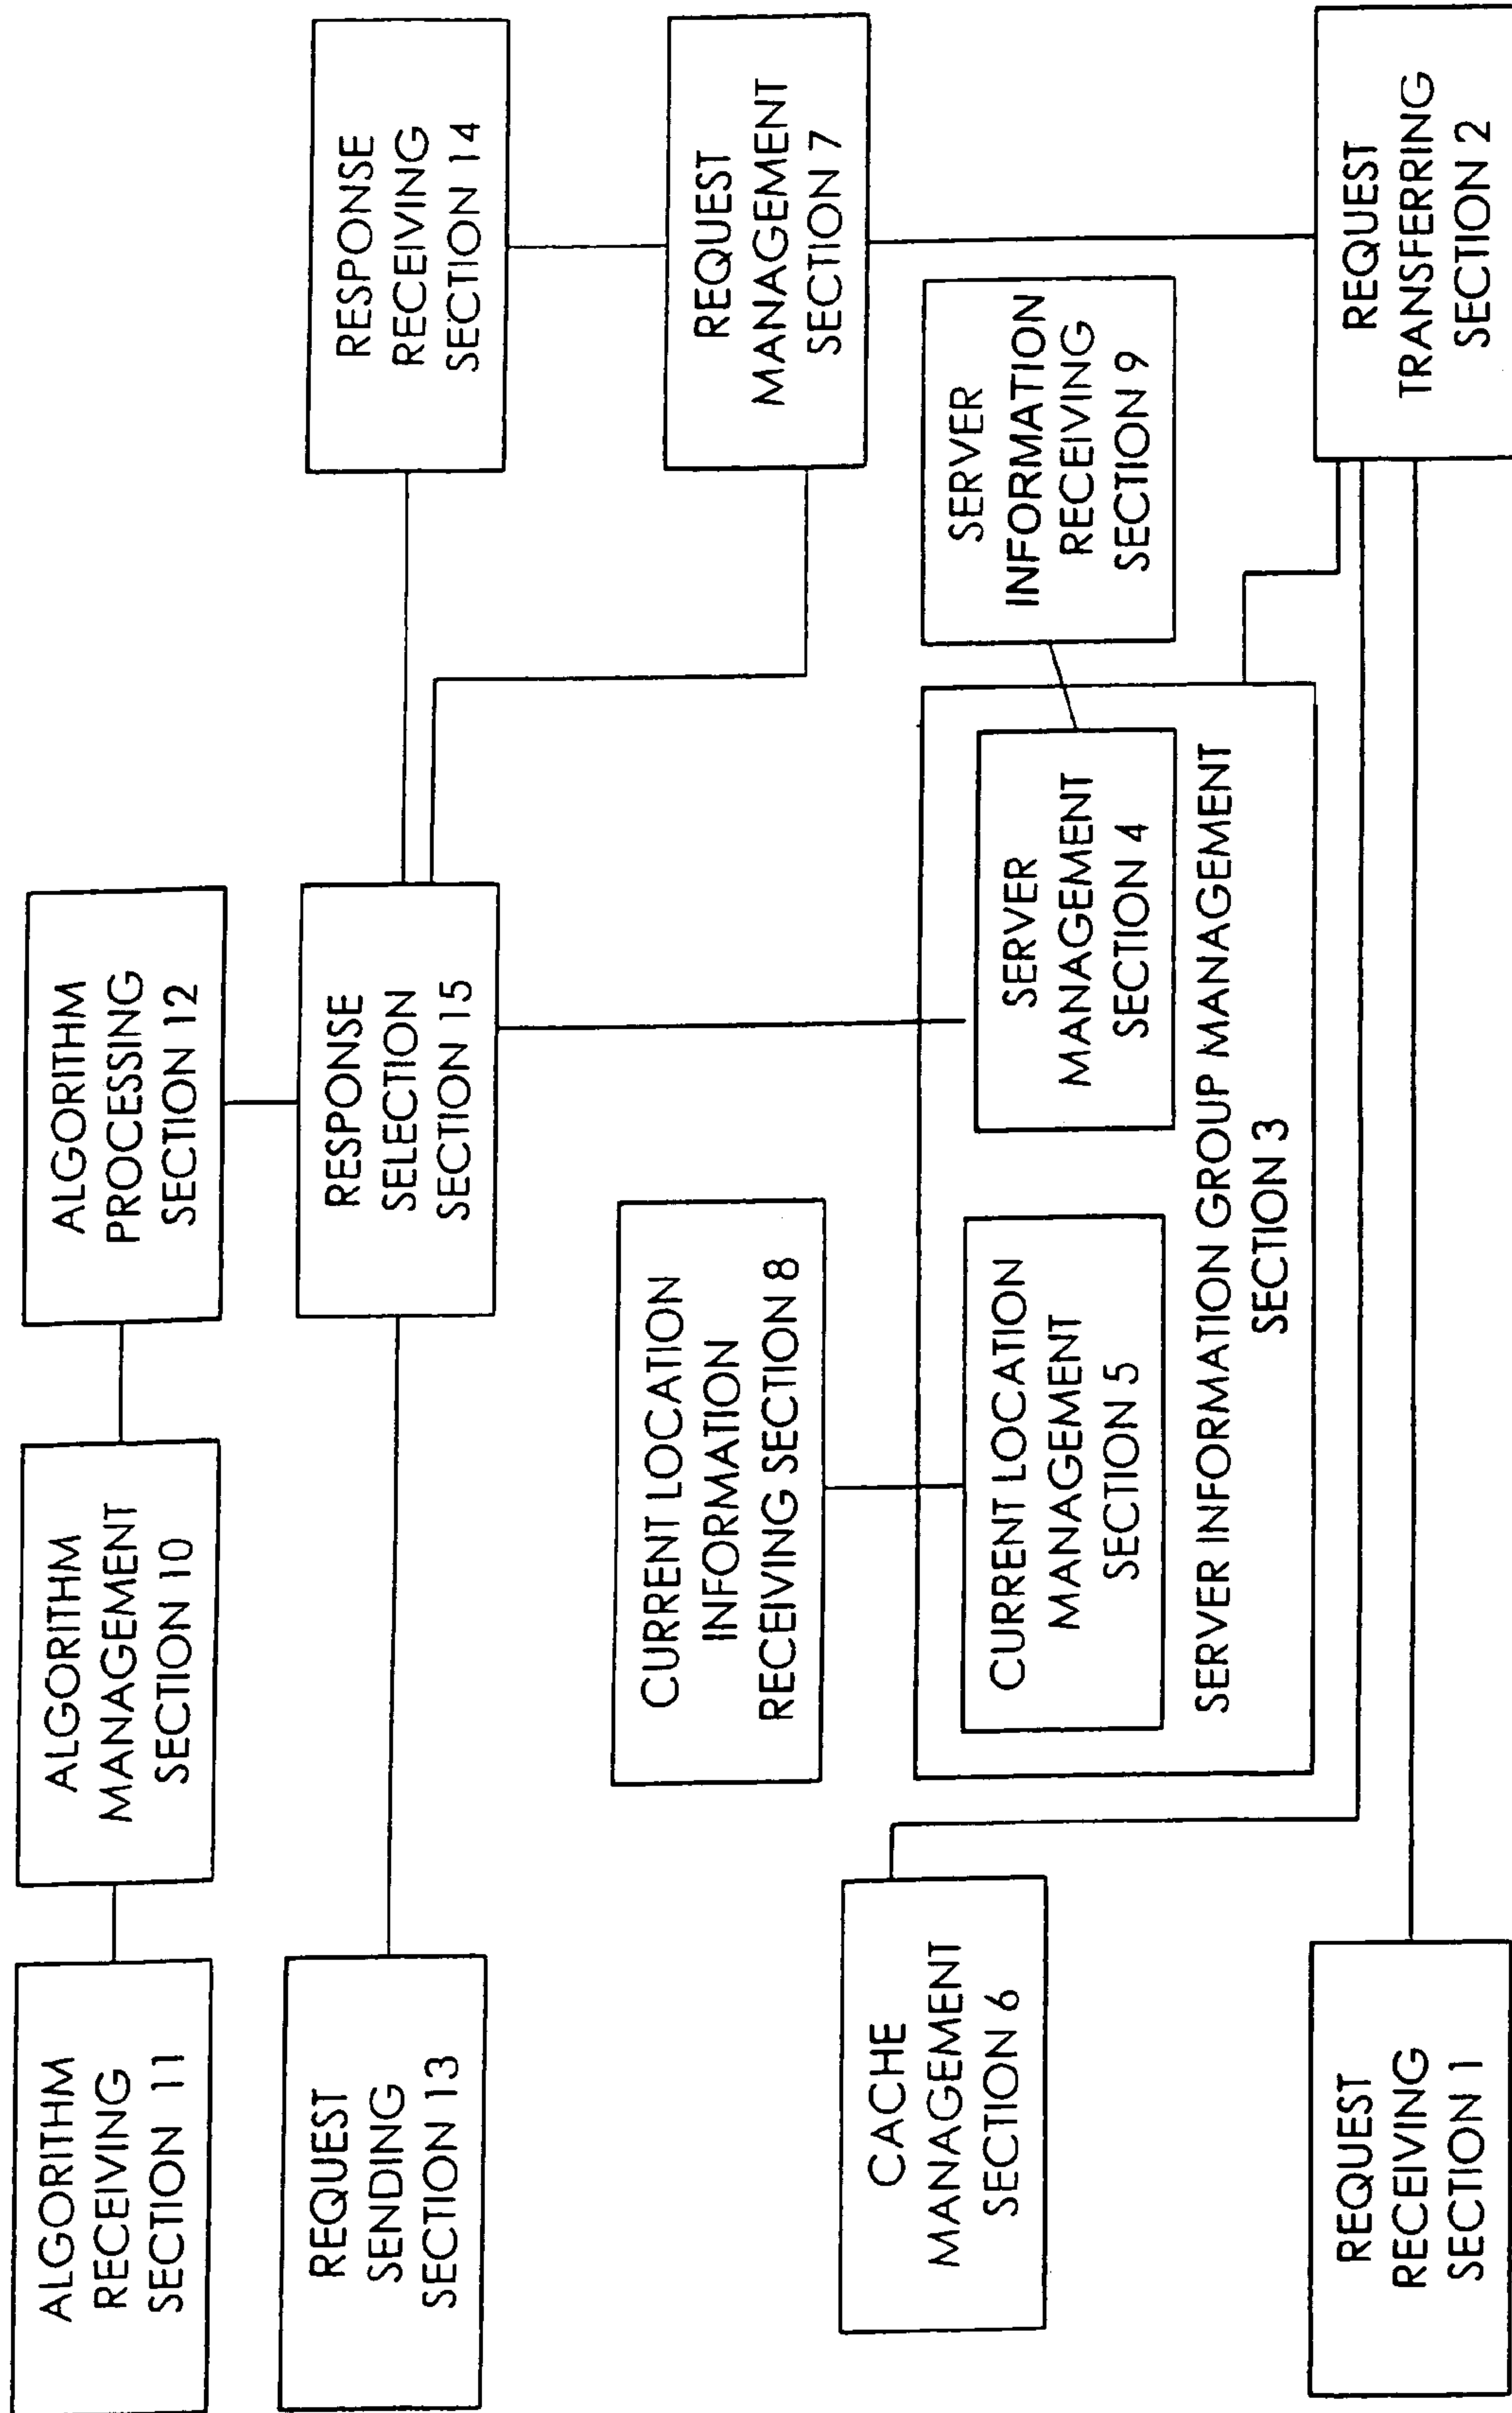 ALGORITHM
RECEIVING
SECTION 11
ALGORITHM
MANAGEMENT
SECTION 10
ALGORITHM
PROCESSING
SECTION 12
REQUEST
SENDING
SECTION 13
RESPONSE
SELECTION
SECTION 15
RESPONSE
RECEIVING
SECTION 14
CURRENT LOCATION
INFORMATION
RECEIVING SECTION 8
REQUEST
MANAGEMENT
SECTION 7
CACHE
MANAGEMENT
SECTION 6
CURRENT LOCATION
MANAGEMENT
SECTION 5
SERVER
MANAGEMENT
SECTION 4
SERVER INFORMATION GROUP MANAGEMENT
SECTION 3
SERVER
INFORMATION
RECEIVING
SECTION 9
REQUEST
RECEIVING
SECTION 1
REQUEST
TRANSFERRING
SECTION 2